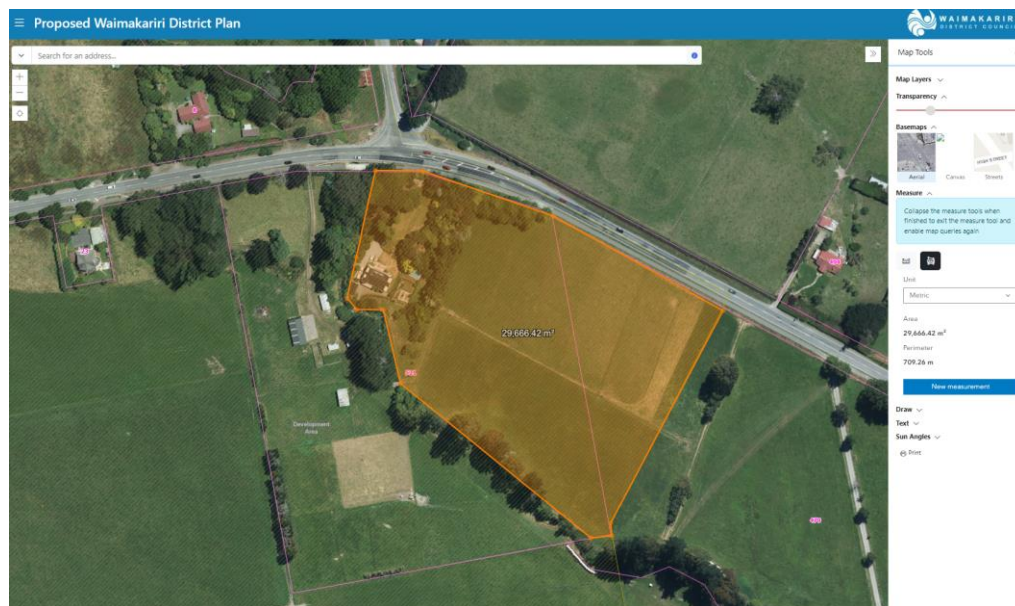 Proposed Waimakariri District Plan
WAIMAKARIRI
DISTRICT COUNCIL
Search for an address...
Map Tools
Map Layers
Transparency
Basemaps
Aerial
Canvas
Streets
HIGH STREET
Measure
Collapse the measure tools when
finished to exit the measure tool and
enable map queries again
Unit
Metric
Area
29,666.42 m²
Perimeter
709.26 m
New measurement
Draw
Text
Sun Angles
Print
29,666.42 m²
Development
Area